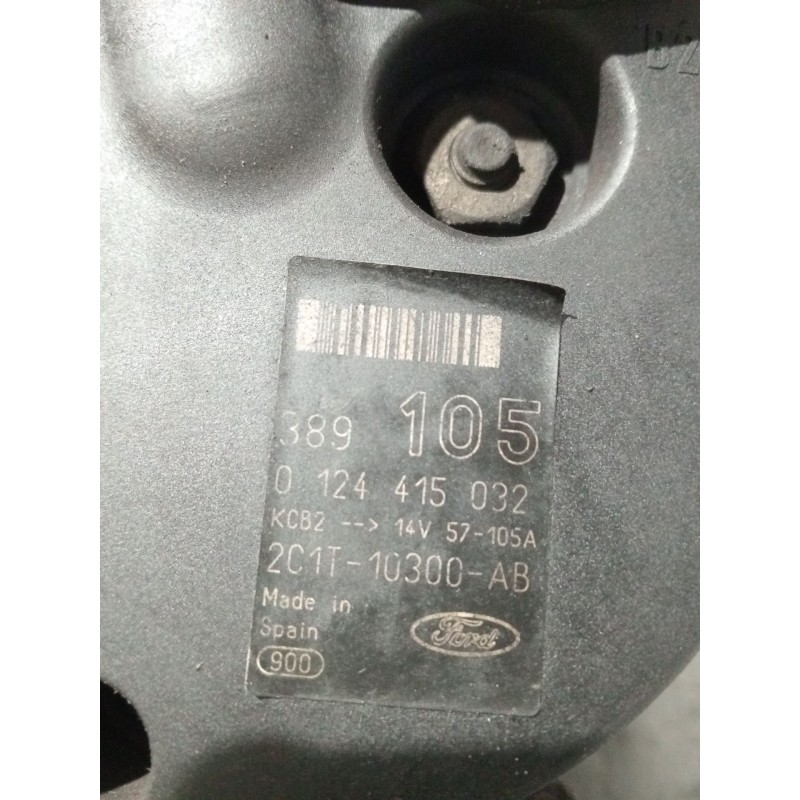 389 105
0 124 415 032
KCB2 --> 14V 57-105A
2C1T-10300-AB
Made in
Spain
Ford
900